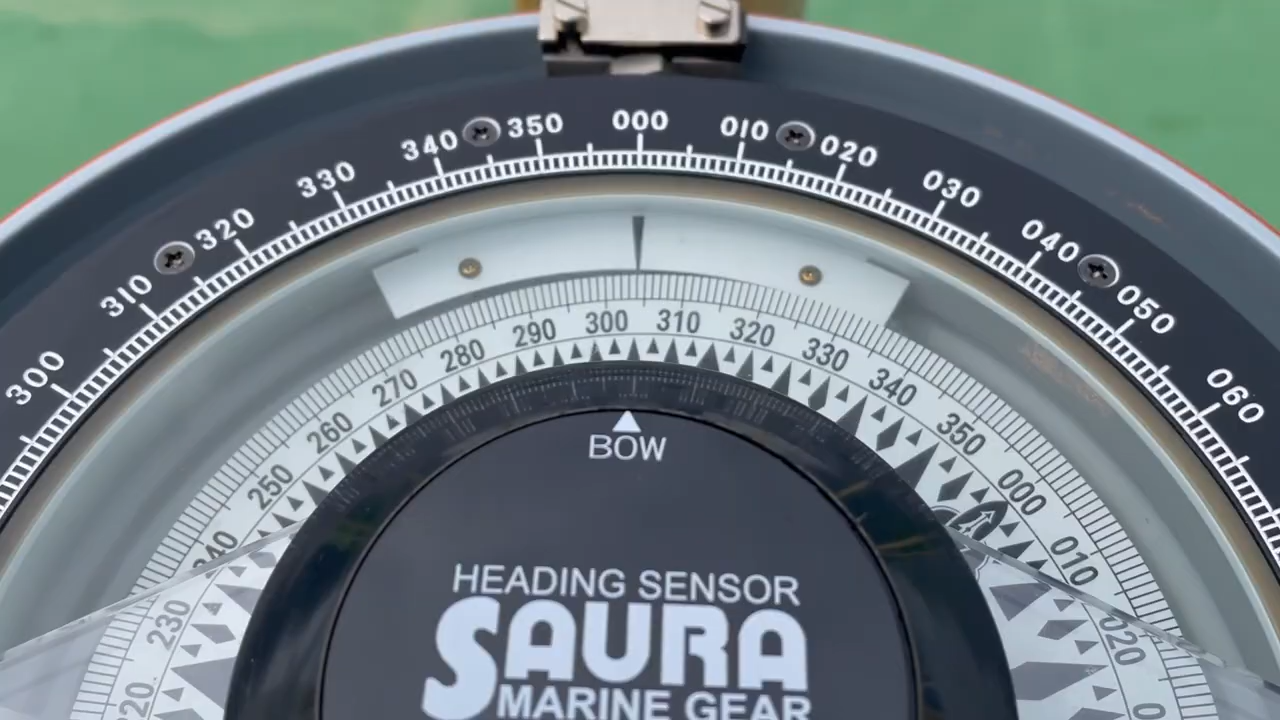 300 310 320 330 340 350 000 010 020 030 040 050 060
230 250 260 270 280 290 300 310 320 330 340 350 000 010 020
BOW
HEADING SENSOR
SAURA
MARINE GEAR